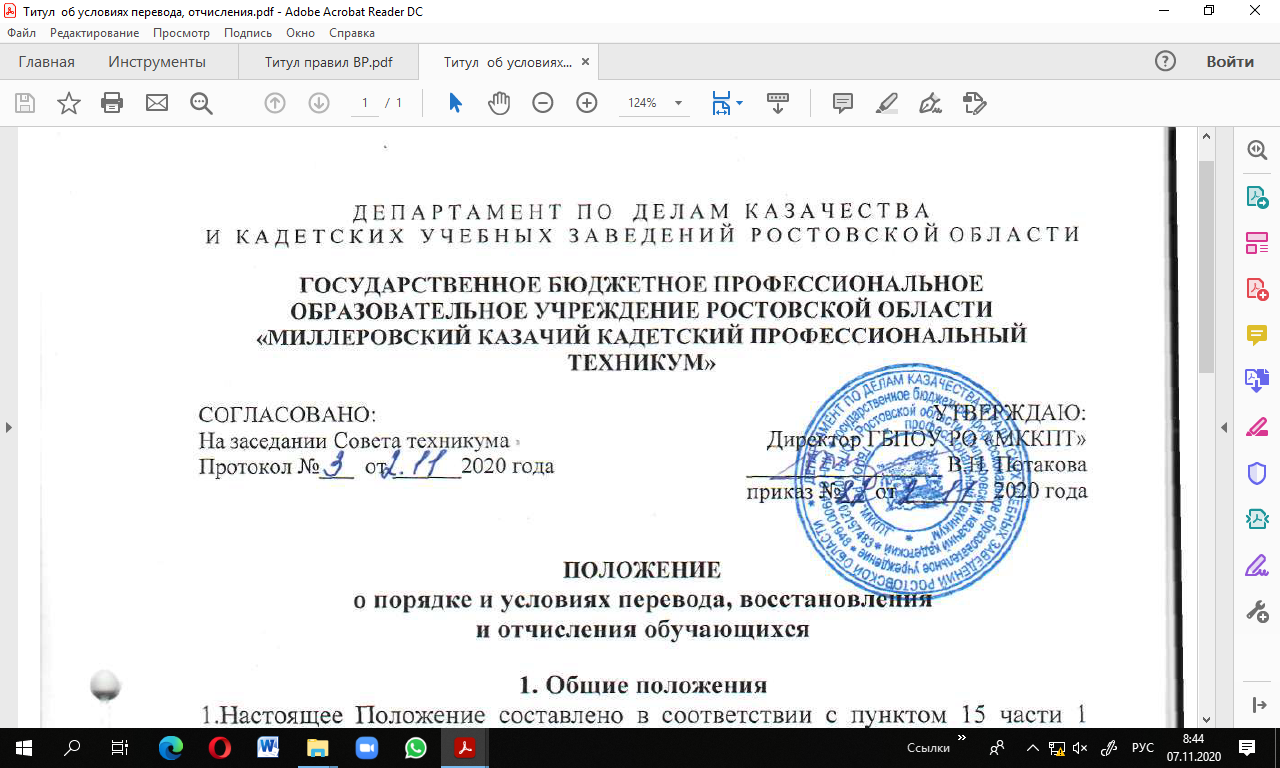 Титул  об условиях перевода, отчисления.pdf - Adobe Acrobat Reader DC
Файл Редактирование Просмотр Подпись Окно Справка
Главная Инструменты Титул правил ВР.pdf Титул  об условиях... × Войти
1 / 1 124%
ДЕПАРТАМЕНТ ПО ДЕЛАМ КАЗАЧЕСТВА
И КАДЕТСКИХ УЧЕБНЫХ ЗАВЕДЕНИЙ РОСТОВСКОЙ ОБЛАСТИ
ГОСУДАРСТВЕННОЕ БЮДЖЕТНОЕ ПРОФЕССИОНАЛЬНОЕ
ОБРАЗОВАТЕЛЬНОЕ УЧРЕЖДЕНИЕ РОСТОВСКОЙ ОБЛАСТИ
«МИЛЛЕРОВСКИЙ КАЗАЧИЙ КАДЕТСКИЙ ПРОФЕССИОНАЛЬНЫЙ
ТЕХНИКУМ»
СОГЛАСОВАНО:
На заседании Совета техникума
Протокол № 3 от 2.11 2020 года
УТВЕРЖДАЮ:
Директор ГБПОУ РО «МККПТ»
В.Н.
приказ № от 2020 года
ПОЛОЖЕНИЕ
о порядке и условиях перевода, восстановления
и отчисления обучающихся
1. Общие положения
1.Настоящее Положение составлено в соответствии с пунктом 15 части 1
Ссылки РУС 8:44
07.11.2020